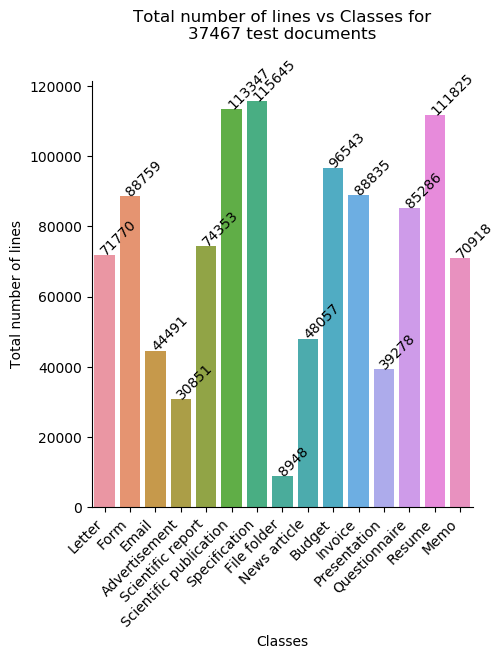 Total number of lines vs Classes for
37467 test documents
Total number of lines
120000
100000
80000
60000
40000
20000
0
71770
88759
44491
30851
74353
113347
115645
8948
48057
96543
88835
39278
85286
111825
70918
Letter
Form
Email
Advertisement
Scientific report
Scientific publication
Specification
File folder
News article
Budget
Invoice
Presentation
Questionnaire
Resume
Memo
Classes